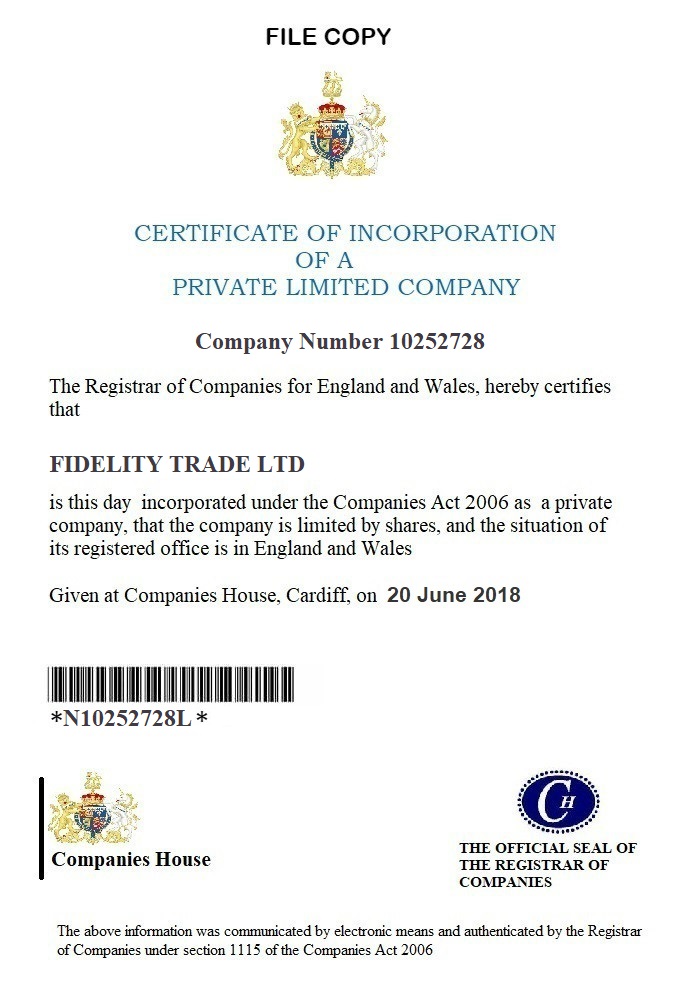 FILE COPY
CERTIFICATE OF INCORPORATION
OF A
PRIVATE LIMITED COMPANY
Company Number 10252728
The Registrar of Companies for England and Wales, hereby certifies
that
FIDELITY TRADE LTD
is this day incorporated under the Companies Act 2006 as a private
company, that the company is limited by shares, and the situation of
its registered office is in England and Wales
Given at Companies House, Cardiff, on 20 June 2018
*N10252728L*
Companies House
CH
THE OFFICIAL SEAL OF
THE REGISTRAR OF
COMPANIES
The above information was communicated by electronic means and authenticated by the Registrar
of Companies under section 1115 of the Companies Act 2006